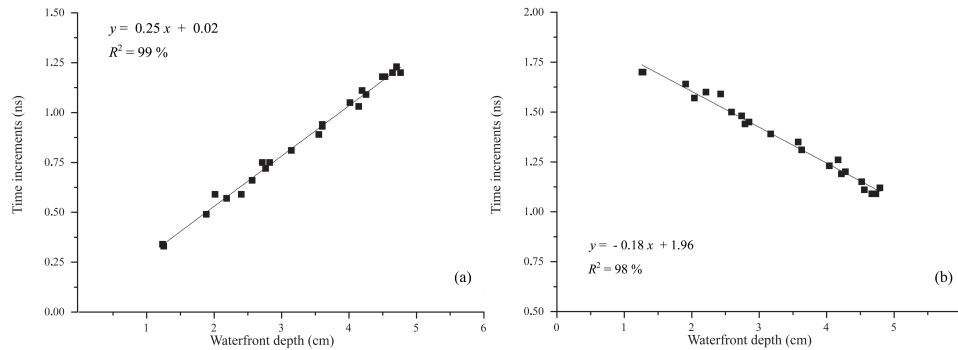 y = 0.25 x + 0.02
R² = 99 %
1.50
1.25
1.00
0.75
0.50
0.25
0.00
Time increments (ns)
1 2 3 4 5 6
Waterfront depth (cm)
(a)
2.00
1.75
1.50
1.25
1.00
0.75
0.50
Time increments (ns)
y = - 0.18 x + 1.96
R² = 98 %
0 1 2 3 4 5 6
Waterfront depth (cm)
(b)